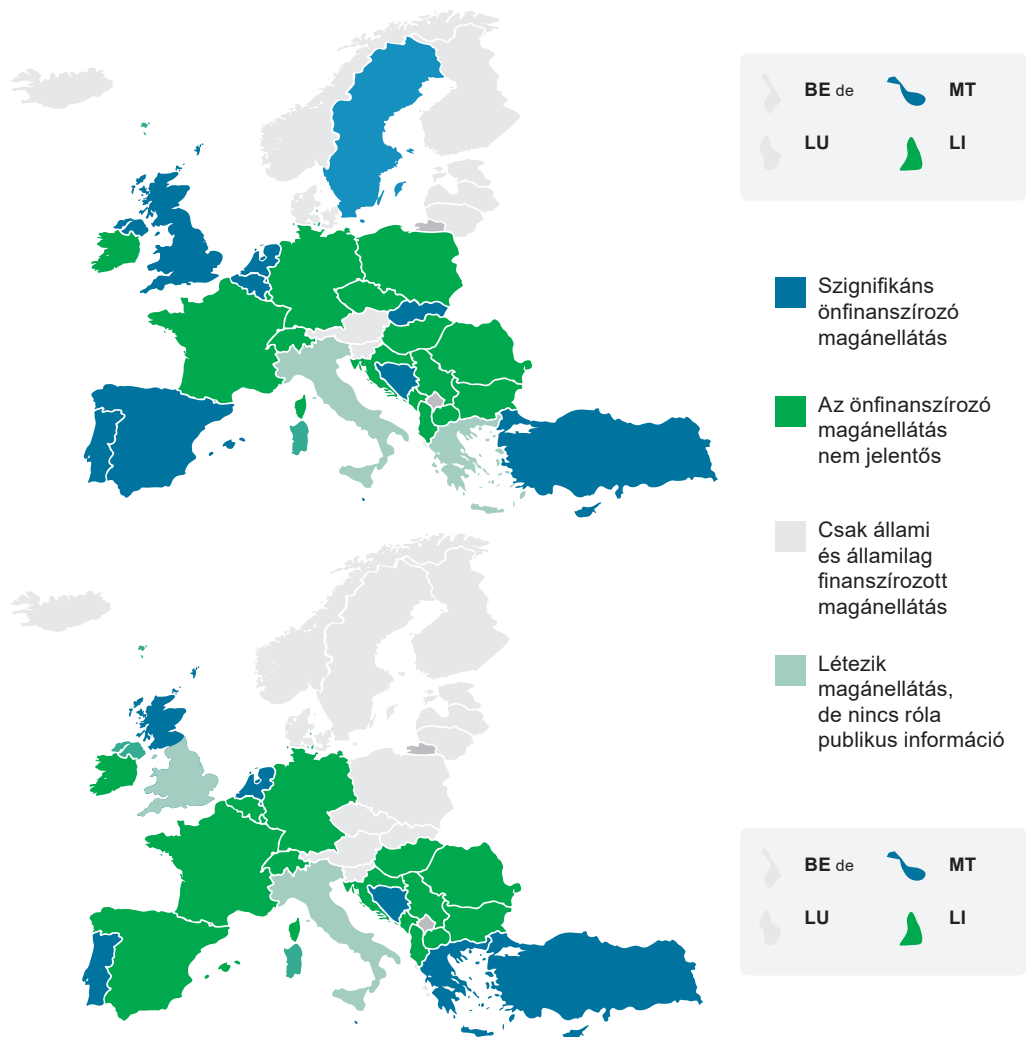 BE de
MT
LU
LI
Szignifikáns
önfinanszírozó
magánellátás
Az önfinanszírozó
magánellátás
nem jelentős
Csak állami
és államilag
finanszírozott
magánellátás
Létezik
magánellátás,
de nincs róla
publikus információ
BE de
MT
LU
LI